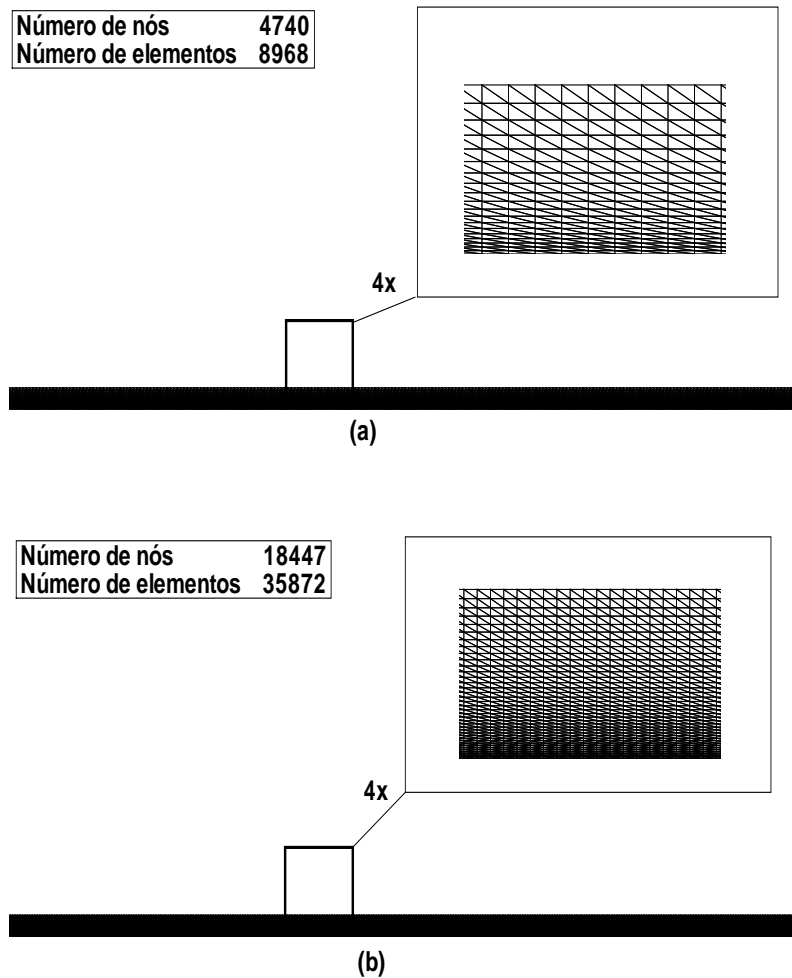 Número de nós 4740
Número de elementos 8968
4x
(a)
Número de nós 18447
Número de elementos 35872
4x
(b)